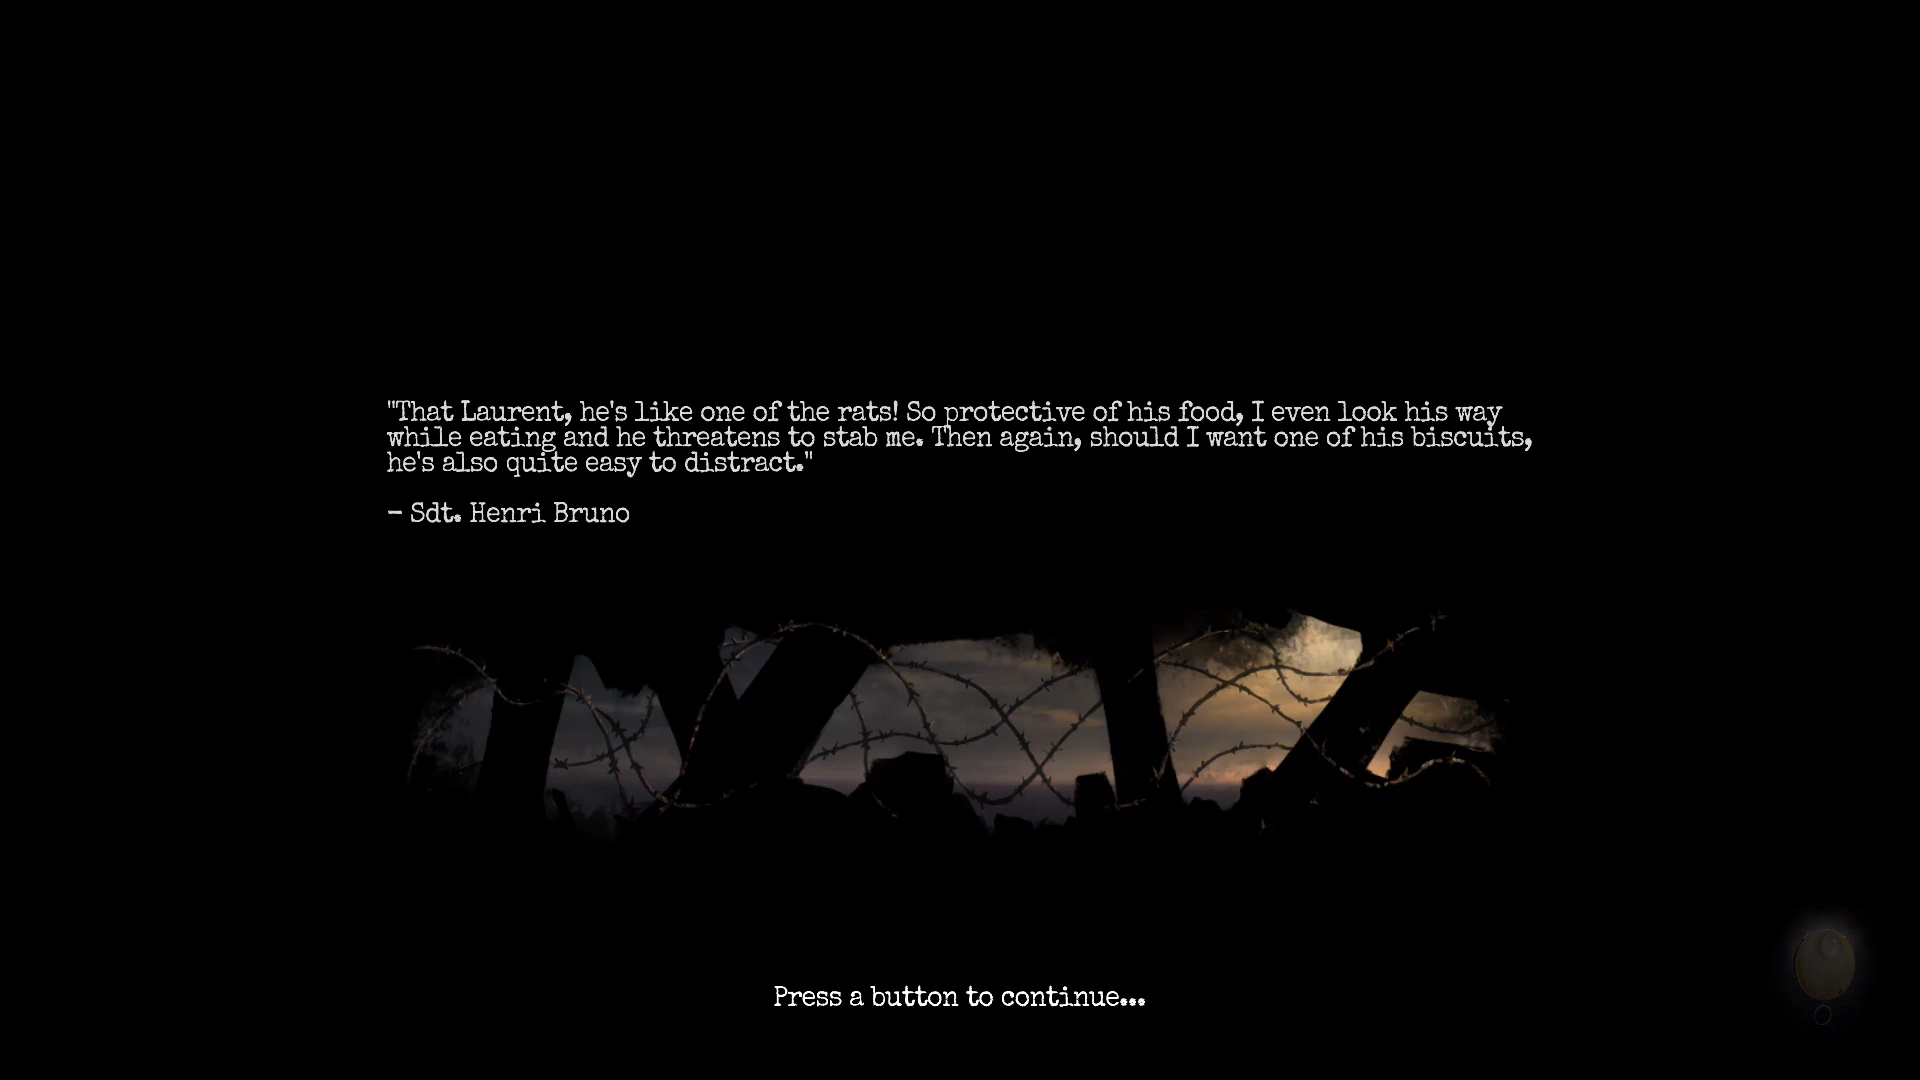 "That Laurent, he's like one of the rats! So protective of his food, I even look his way
while eating and he threatens to stab me. Then again, should I want one of his biscuits,
he's also quite easy to distract."
- Sdt. Henri Bruno
Press a button to continue...